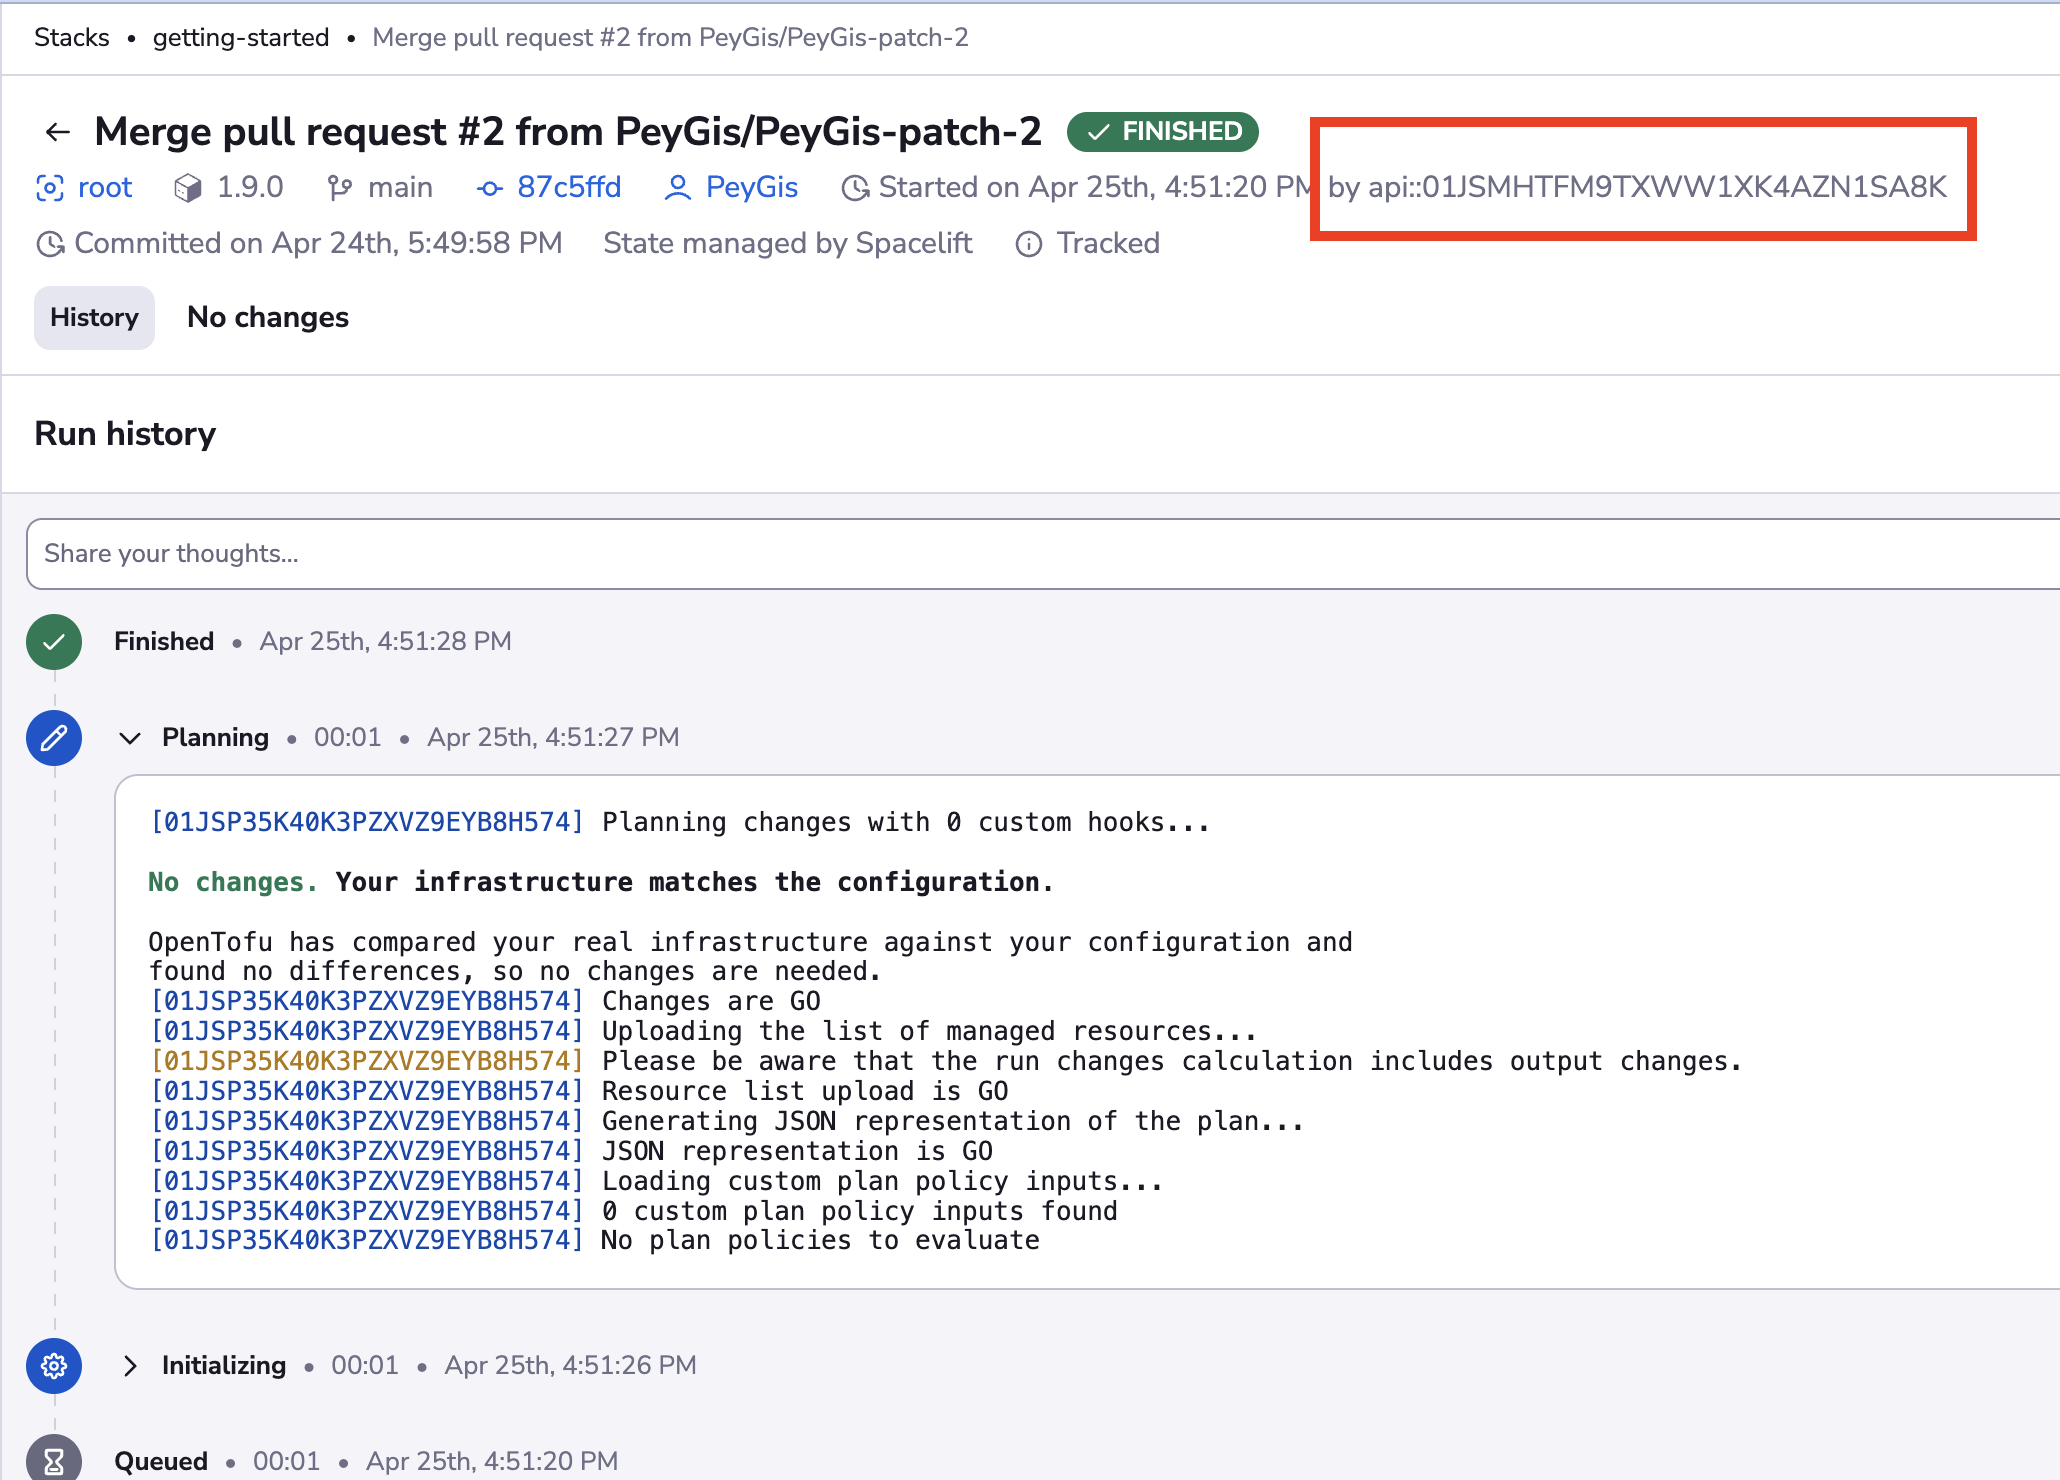 Stacks • getting-started • Merge pull request #2 from PeyGis/PeyGis-patch-2
Merge pull request #2 from PeyGis/PeyGis-patch-2 FINISHED
root 1.9.0 main 87c5ffd PeyGis Started on Apr 25th, 4:51:20 PM by api::01JSMHTFM9TXWW1XK4AZN1SA8K
Committed on Apr 24th, 5:49:58 PM State managed by Spacelift Tracked
History No changes
Run history
Share your thoughts...
Finished • Apr 25th, 4:51:28 PM
Planning • 00:01 • Apr 25th, 4:51:27 PM
[01JSP35K40K3PZXVZ9EYB8H574] Planning changes with 0 custom hooks...
No changes. Your infrastructure matches the configuration.
OpenTofu has compared your real infrastructure against your configuration and
found no differences, so no changes are needed.
[01JSP35K40K3PZXVZ9EYB8H574] Changes are GO
[01JSP35K40K3PZXVZ9EYB8H574] Uploading the list of managed resources...
[01JSP35K40K3PZXVZ9EYB8H574] Please be aware that the run changes calculation includes output changes.
[01JSP35K40K3PZXVZ9EYB8H574] Resource list upload is GO
[01JSP35K40K3PZXVZ9EYB8H574] Generating JSON representation of the plan...
[01JSP35K40K3PZXVZ9EYB8H574] JSON representation is GO
[01JSP35K40K3PZXVZ9EYB8H574] Loading custom plan policy inputs...
[01JSP35K40K3PZXVZ9EYB8H574] 0 custom plan policy inputs found
[01JSP35K40K3PZXVZ9EYB8H574] No plan policies to evaluate
Initializing • 00:01 • Apr 25th, 4:51:26 PM
Queued • 00:01 • Apr 25th, 4:51:20 PM